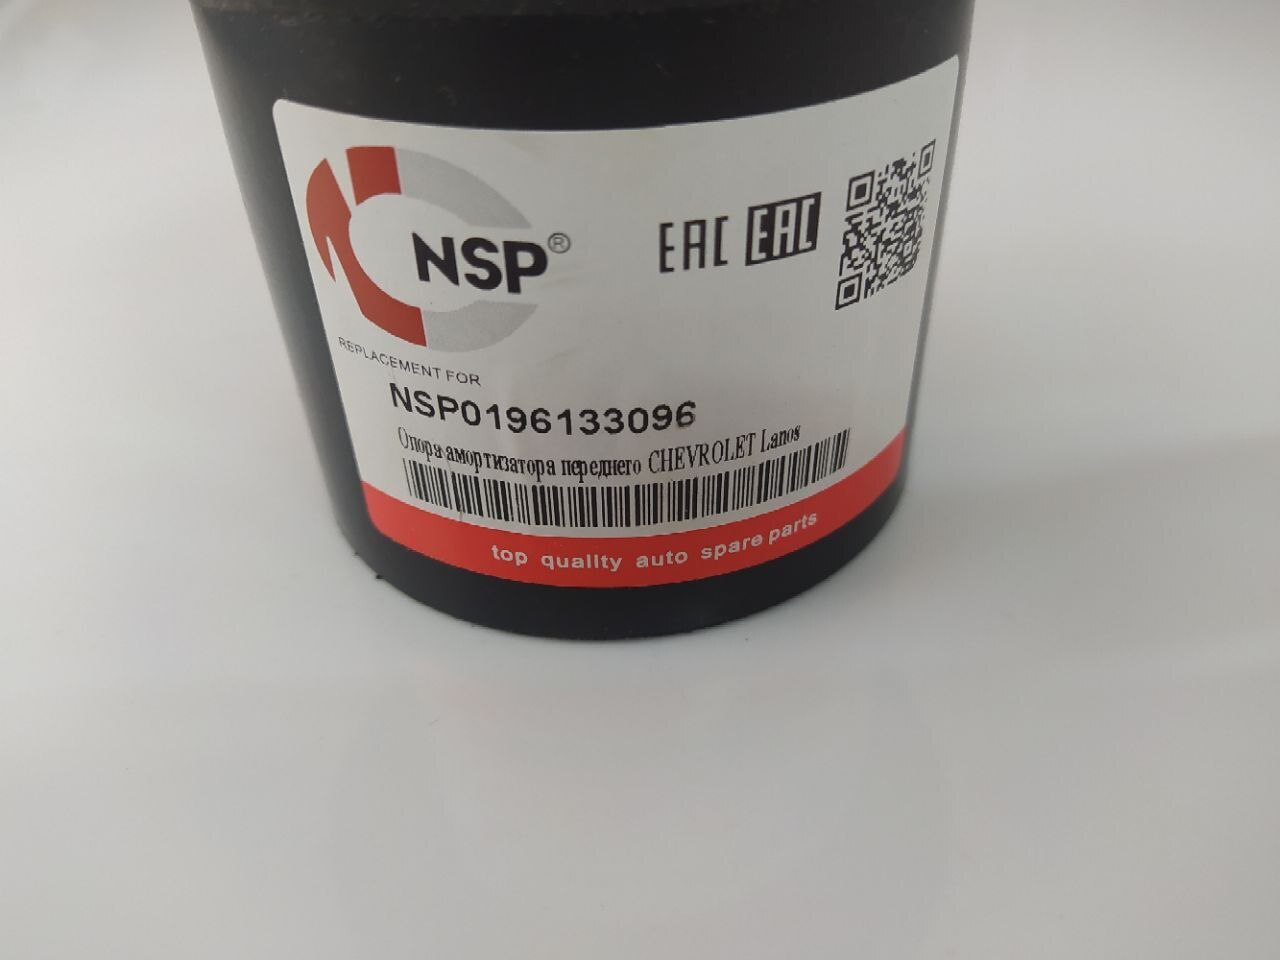 NSP®
EAC EAC
REPLACEMENT FOR
NSP0196133096
Опора амортизатора переднего CHEVROLET Lanos
top quality auto spare parts